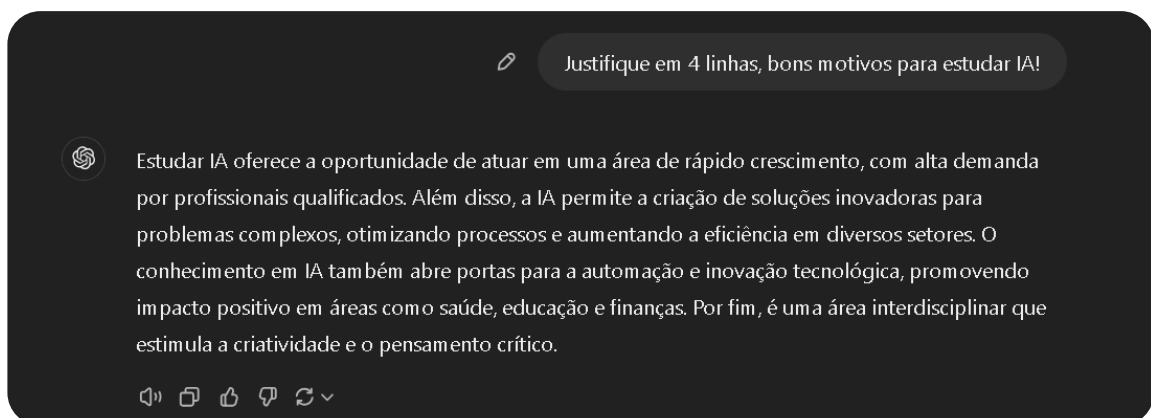 Justifique em 4 linhas, bons motivos para estudar IA!
Estudar IA oferece a oportunidade de atuar em uma área de rápido crescimento, com alta demanda
por profissionais qualificados. Além disso, a IA permite a criação de soluções inovadoras para
problemas complexos, otimizando processos e aumentando a eficiência em diversos setores. O
conhecimento em IA também abre portas para a automação e inovação tecnológica, promovendo
impacto positivo em áreas como saúde, educação e finanças. Por fim, é uma área interdisciplinar que
estimula a criatividade e o pensamento crítico.